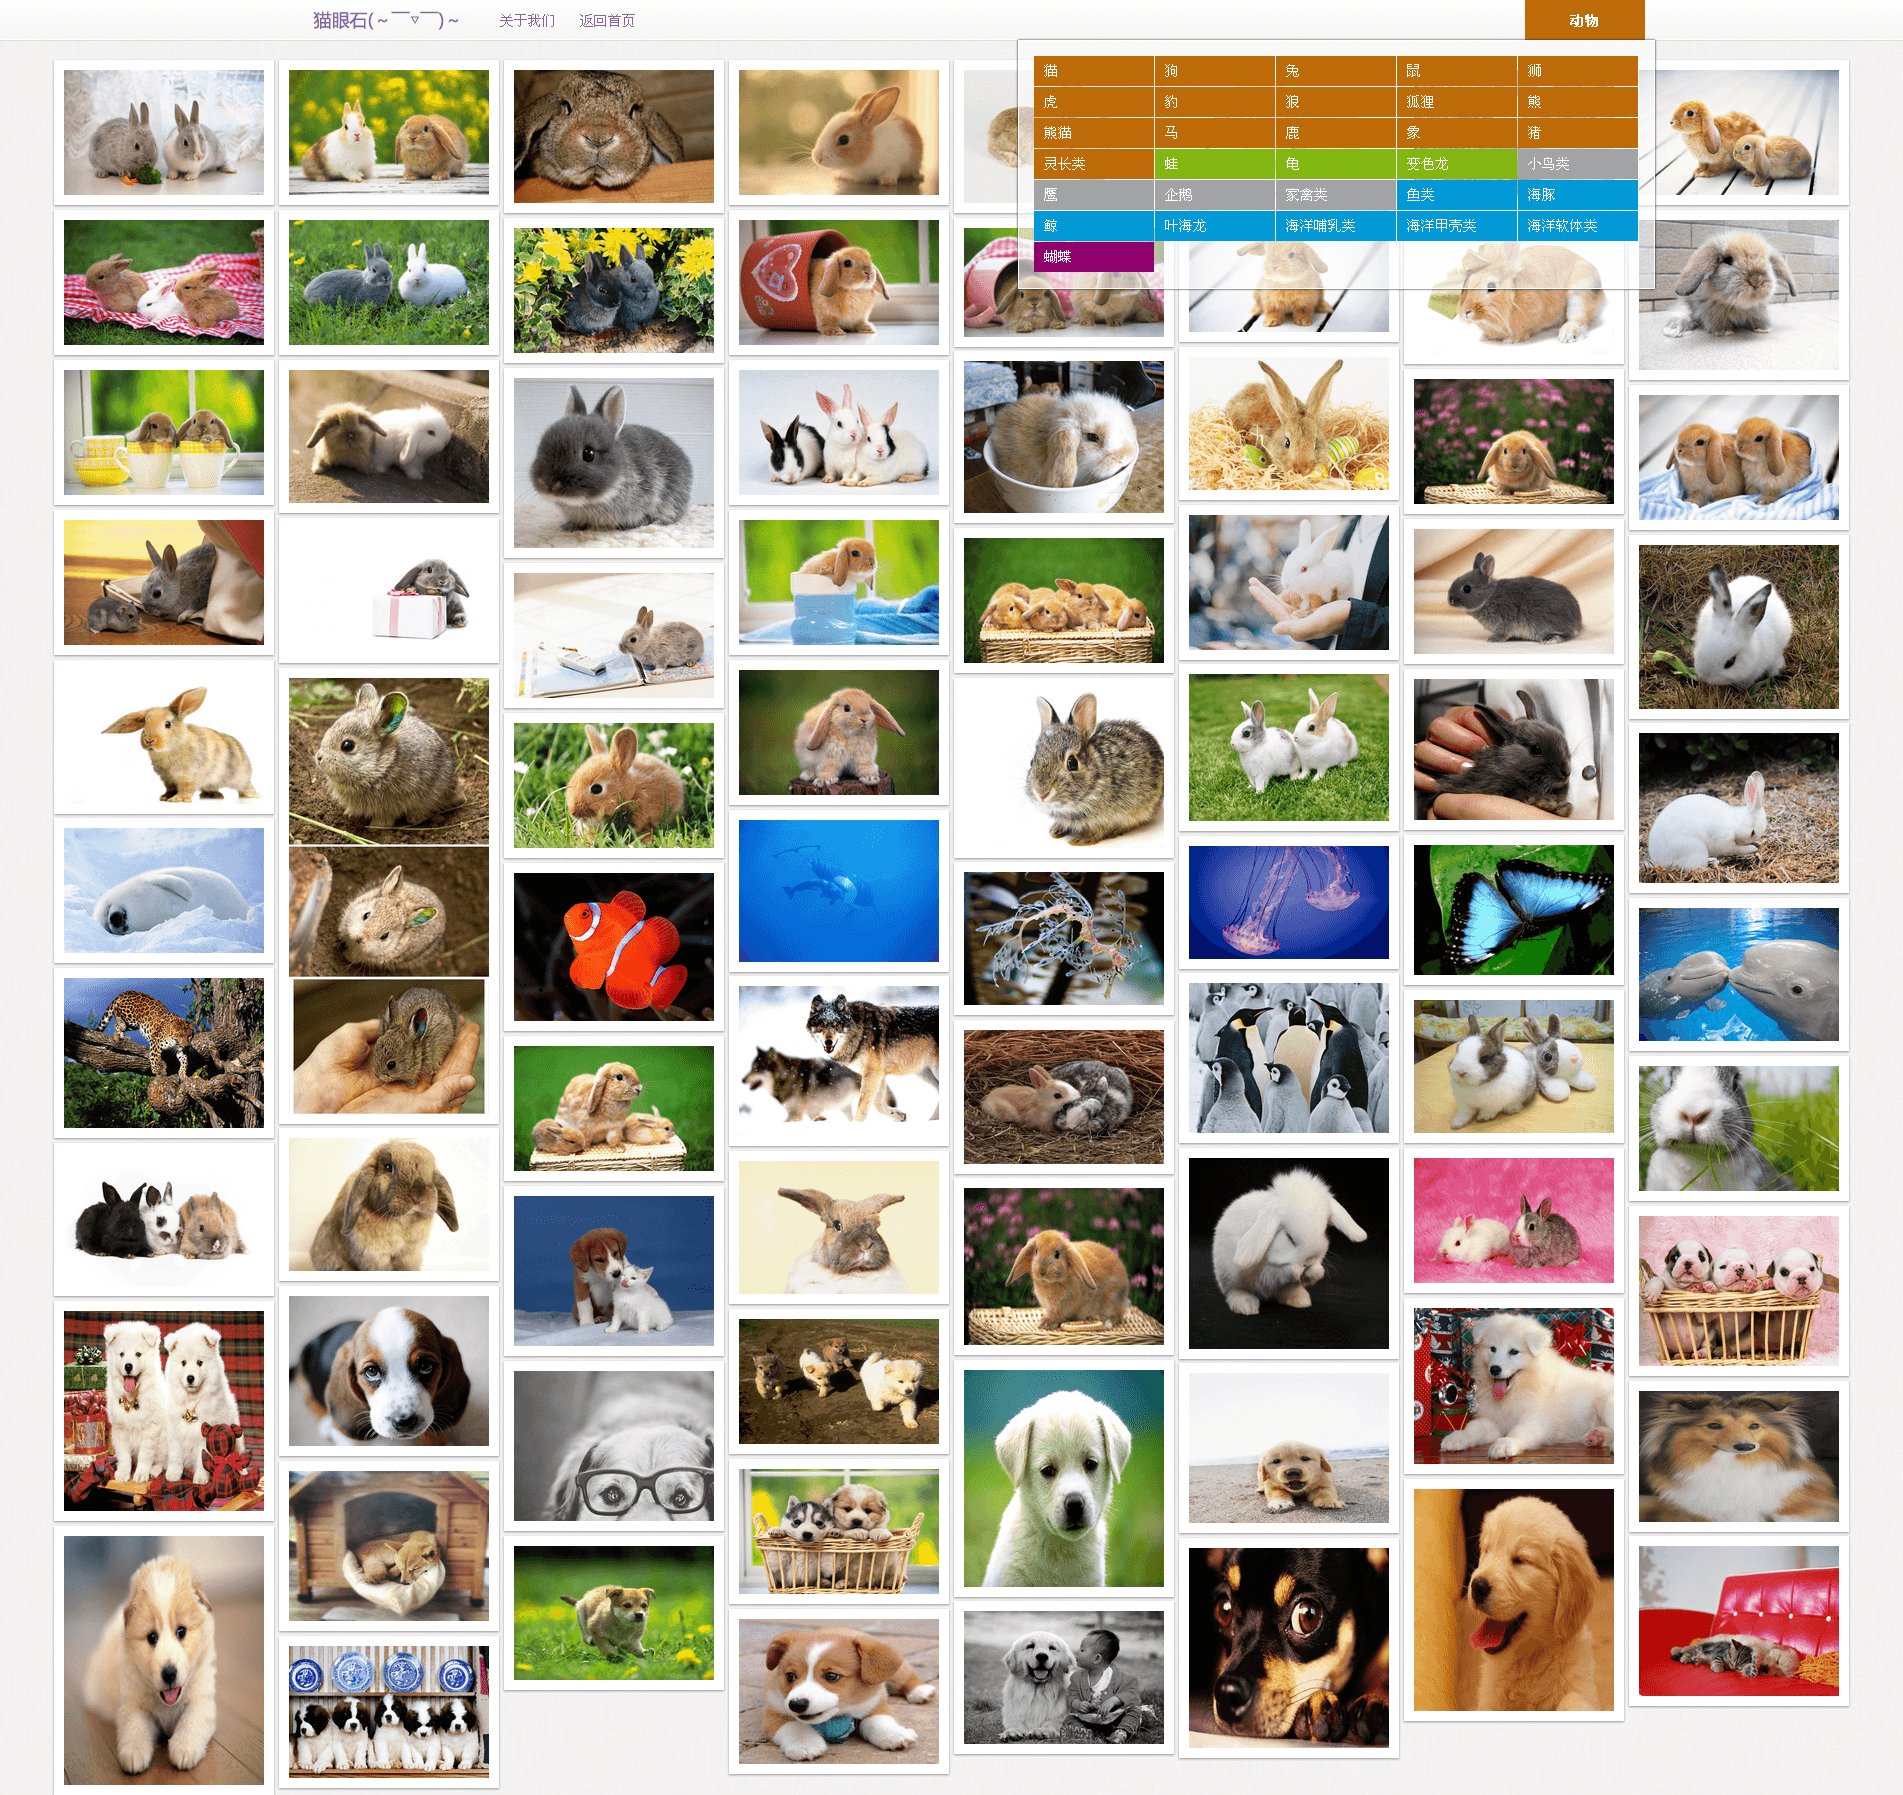 猫眼石(～￣▽￣)～ 关于我们 返回首页 动物
猫 狗 兔 鼠 狮
虎 豹 狼 狐狸 熊
熊猫 马 鹿 象 猪
灵长类 蛙 龟 变色龙 小鸟类
鹰 企鹅 家禽类 鱼类 海豚
鲸 叶海龙 海洋哺乳类 海洋甲壳类 海洋软体类
蝴蝶